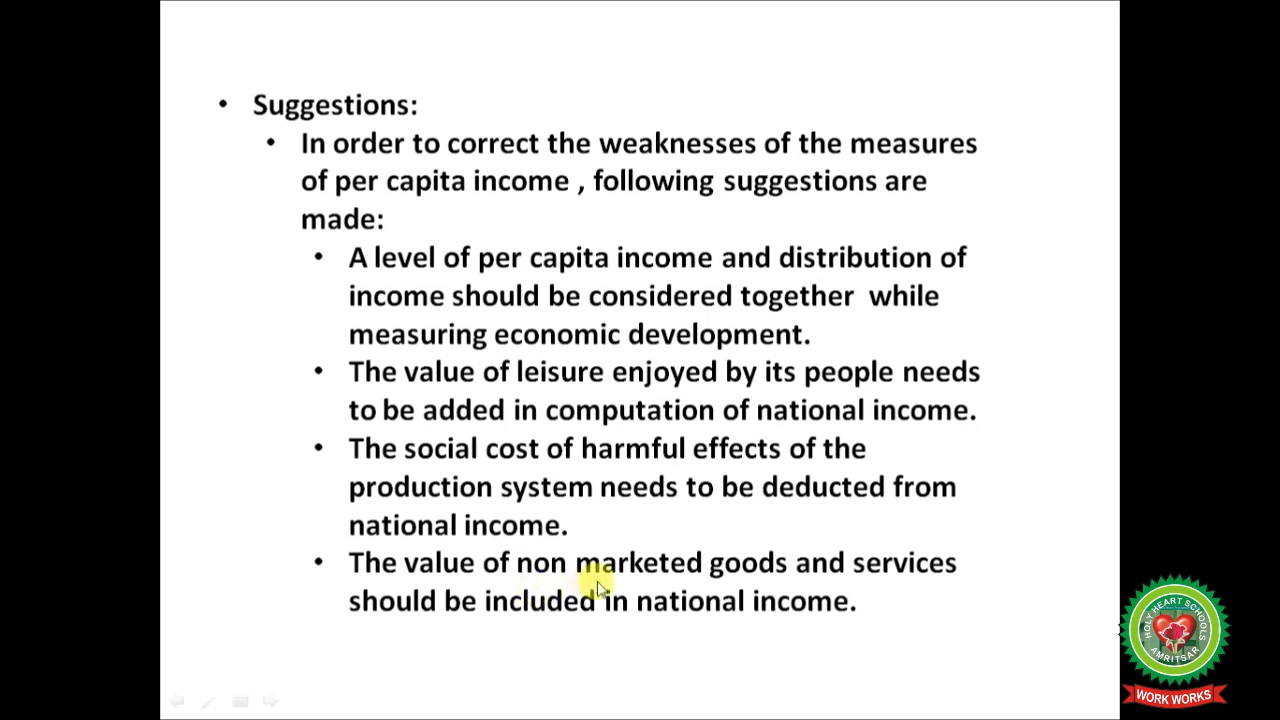 • Suggestions:
• In order to correct the weaknesses of the measures
of per capita income , following suggestions are
made:
• A level of per capita income and distribution of
income should be considered together  while
measuring economic development.
• The value of leisure enjoyed by its people needs
to be added in computation of national income.
• The social cost of harmful effects of the
production system needs to be deducted from
national income.
• The value of non marketed goods and services
should be included in national income.
HOLY HEART SCHOOLS
AMRITSAR
WORK WORKS